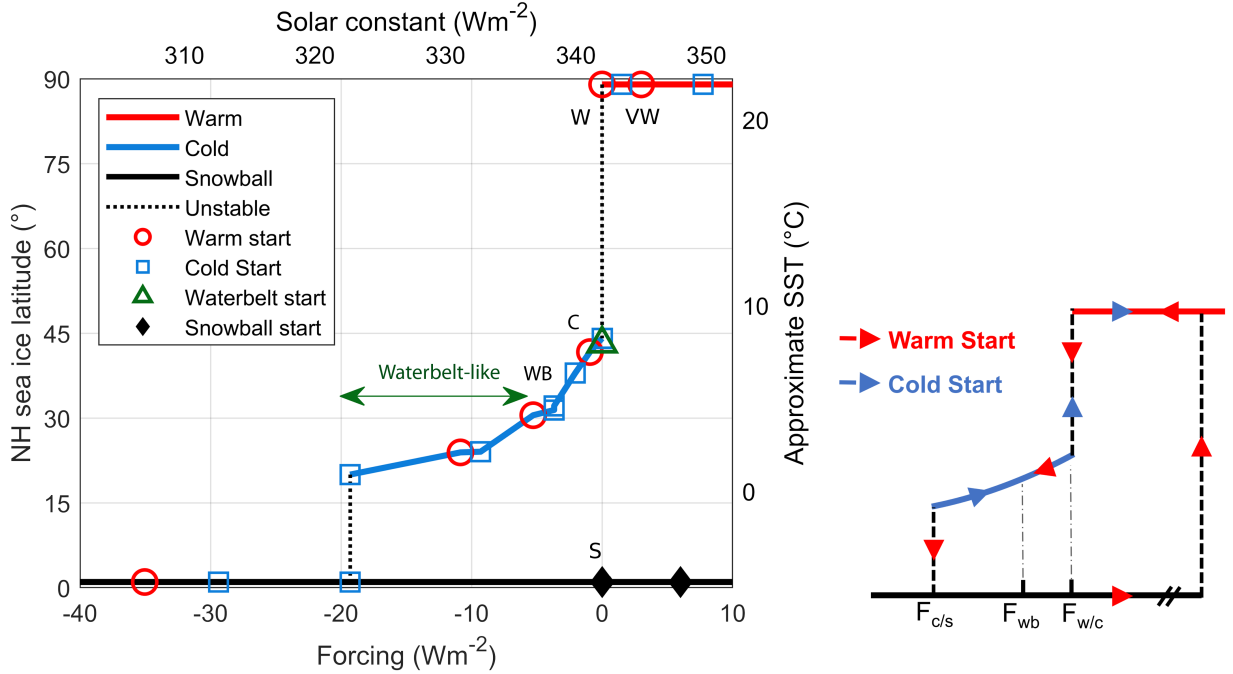 Solar constant (Wm-2)
310 320 330 340 350
90
75
60
45
30
15
0
NH sea ice latitude (°)
Warm
Cold
Snowball
Unstable
Warm start
Cold Start
Waterbelt start
Snowball start
W VW
C
WB
Waterbelt-like
S
20
10
0
Approximate SST (°C)
-40 -30 -20 -10 0 10
Forcing (Wm-2)
Warm Start
Cold Start
Fc/s Fwb Fw/c